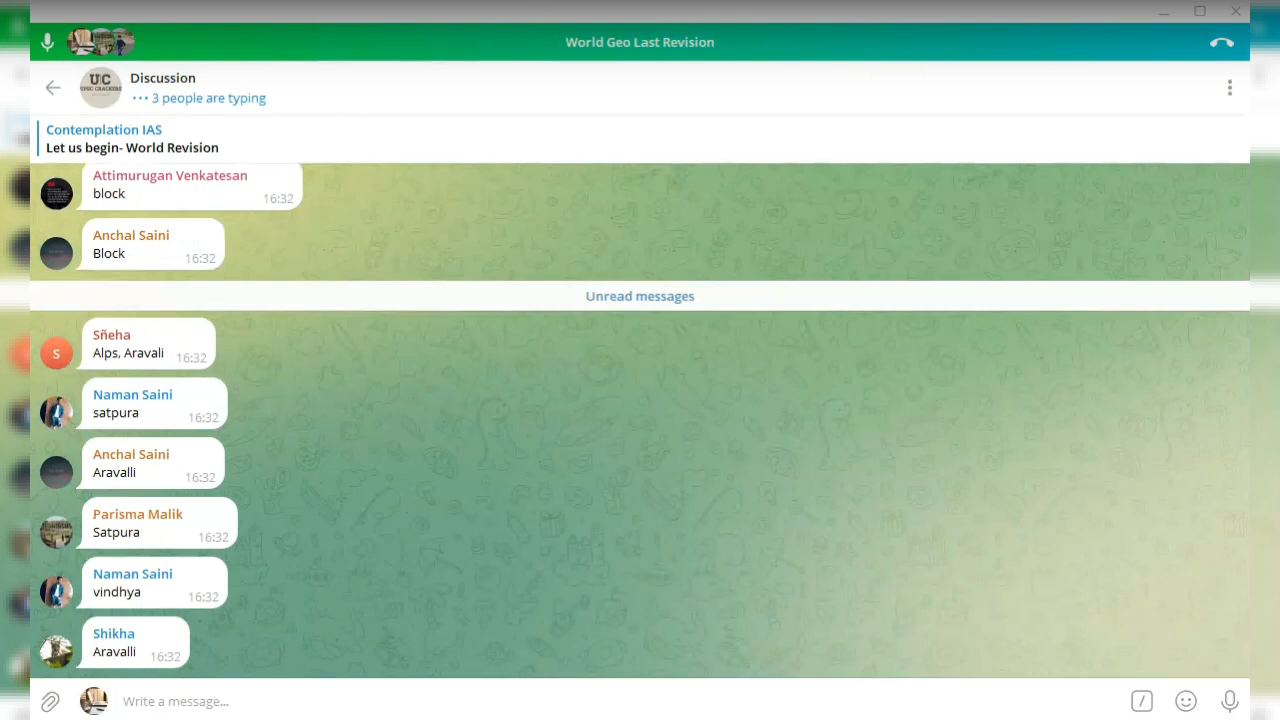 World Geo Last Revision
UC
UPSC CRACKERS
Discussion
3 people are typing
Contemplation IAS
Let us begin- World Revision
Attimurugan Venkatesan
block
16:32
Anchal Saini
Block
16:32
Unread messages
S
Sñeha
Alps, Aravali
16:32
Naman Saini
satpura
16:32
Anchal Saini
Aravalli
16:32
Parisma Malik
Satpura
16:32
Naman Saini
vindhya
16:32
Shikha
Aravalli
16:32
Write a message...